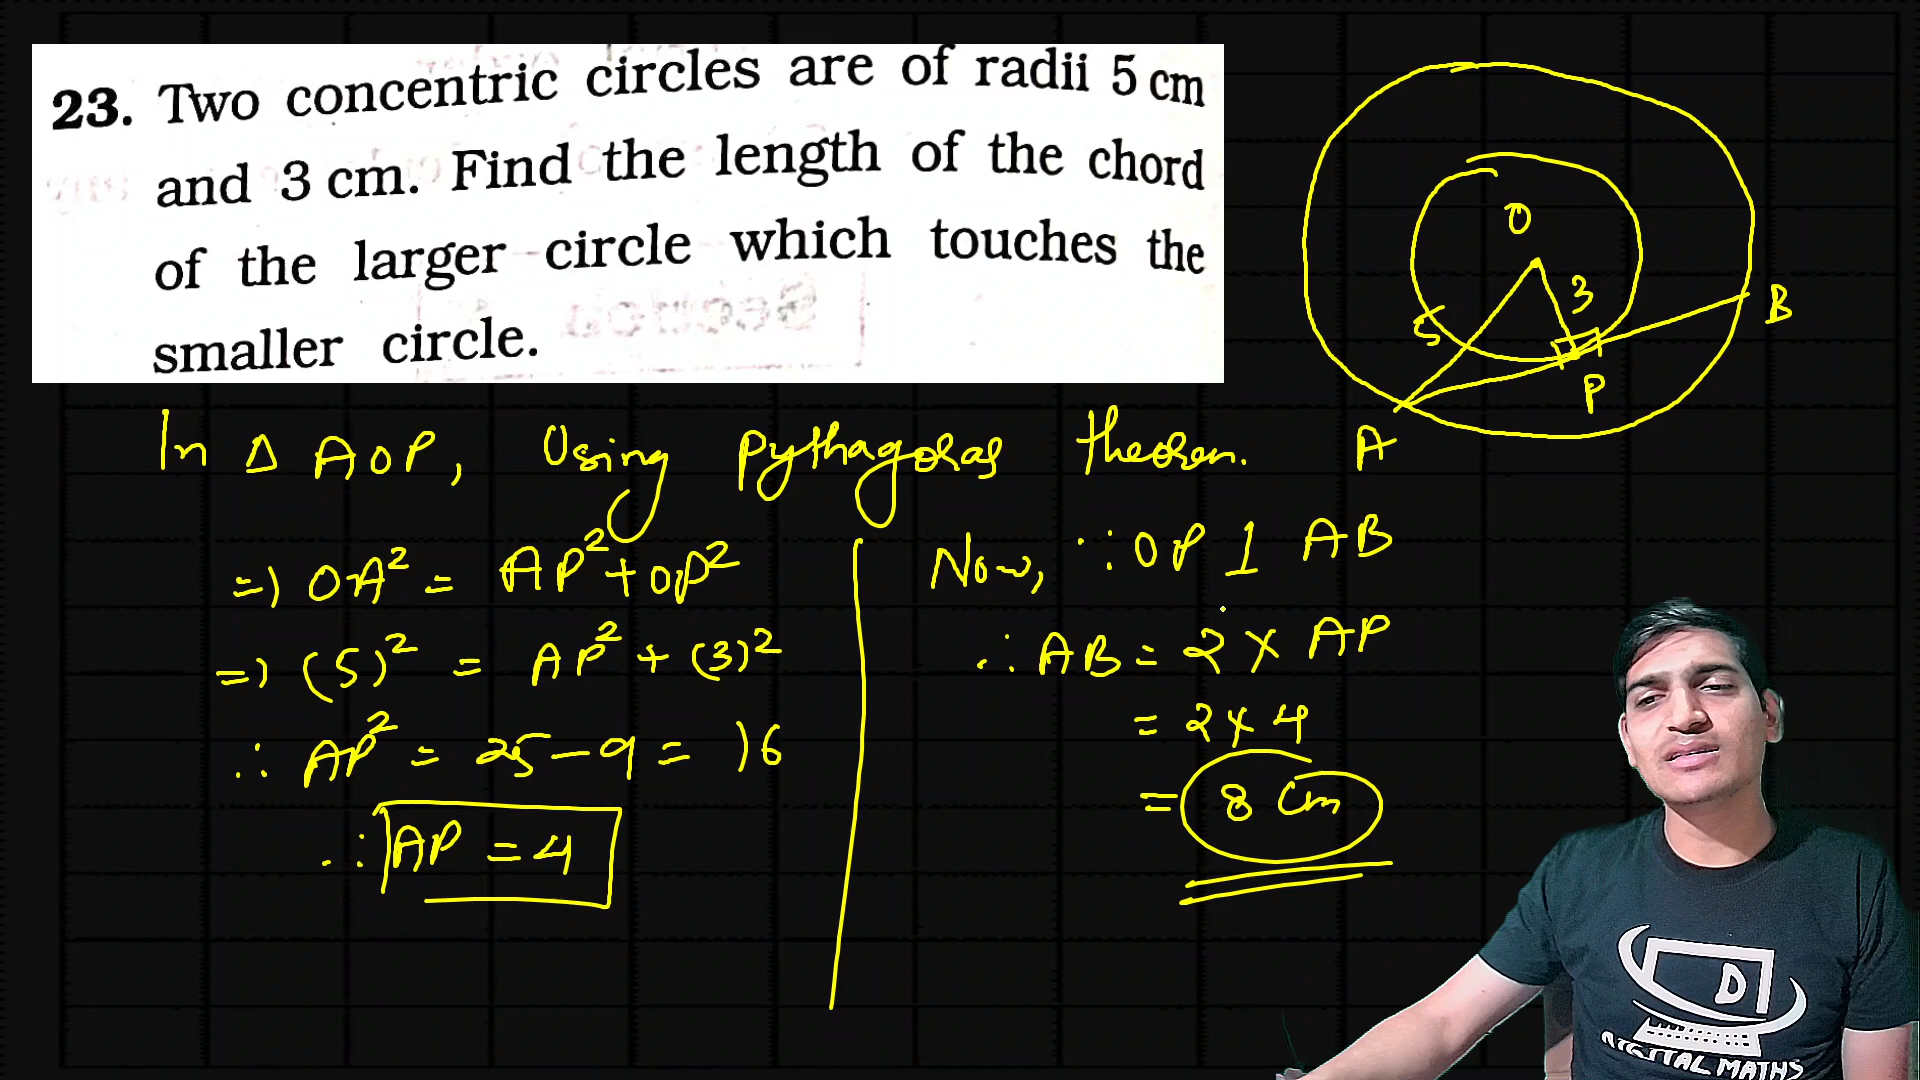 23. Two concentric circles are of radii 5 cm
and 3 cm. Find the length of the chord
of the larger circle which touches the
smaller circle.
O
3
5
B
P
A
In Δ AOP, Using Pythagoras theorem.
=) OA² = AP² + OP²
=) (5)² = AP² + (3)²
∴ AP² = 25 - 9 = 16
∴ AP = 4
Now, ∵ OP ⊥ AB
∴ AB = 2 × AP
= 2 × 4
= 8 cm
D
DIGITAL MATHS